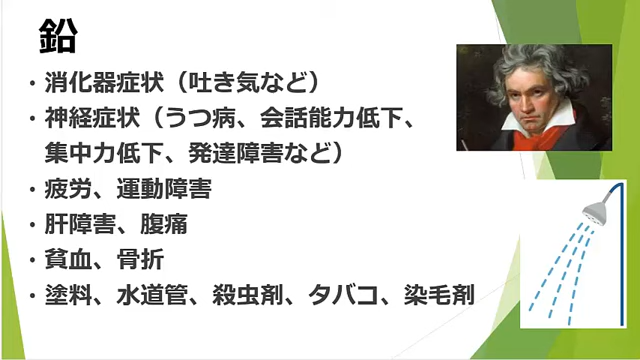 鉛
・消化器症状（吐き気など）
・神経症状（うつ病、会話能力低下、
集中力低下、発達障害など）
・疲労、運動障害
・肝障害、腹痛
・貧血、骨折
・塗料、水道管、殺虫剤、タバコ、染毛剤